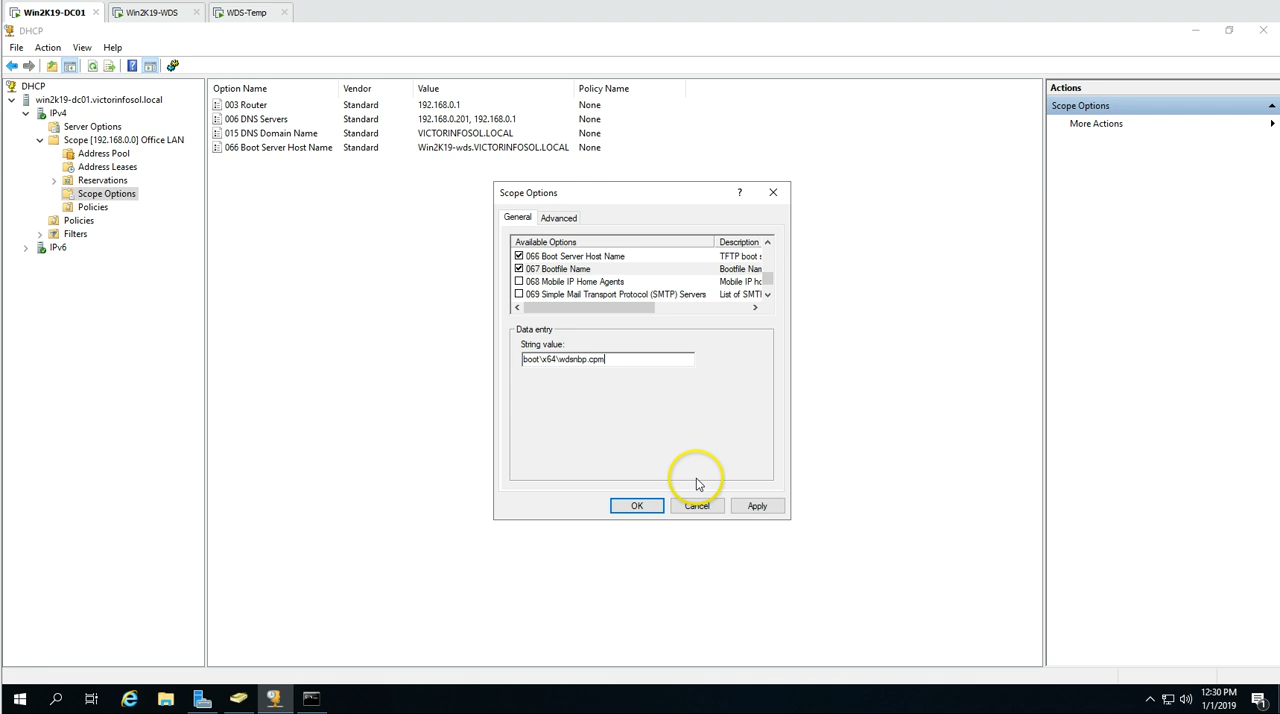 Win2K19-DC01 Win2K19-WDS WDS-Temp
DHCP
File Action View Help
DHCP
win2k19-dc01.victorinfosol.local
IPv4
Server Options
Scope [192.168.0.0] Office LAN
Address Pool
Address Leases
Reservations
Scope Options
Policies
Policies
Filters
IPv6
Option Name Vendor Value Policy Name
003 Router Standard 192.168.0.1 None
006 DNS Servers Standard 192.168.0.201, 192.168.0.1 None
015 DNS Domain Name Standard VICTORINFOSOL.LOCAL None
066 Boot Server Host Name Standard Win2K19-wds.VICTORINFOSOL.LOCAL None
Scope Options
General Advanced
Available Options Description
066 Boot Server Host Name TFTP boot s
067 Bootfile Name Bootfile Nam
068 Mobile IP Home Agents Mobile IP ho
069 Simple Mail Transport Protocol (SMTP) Servers List of SMTI
Data entry
String value:
boot\x64\wdsnbp.cpm
OK Cancel Apply
Actions
Scope Options
More Actions
12:30 PM
1/1/2019
1